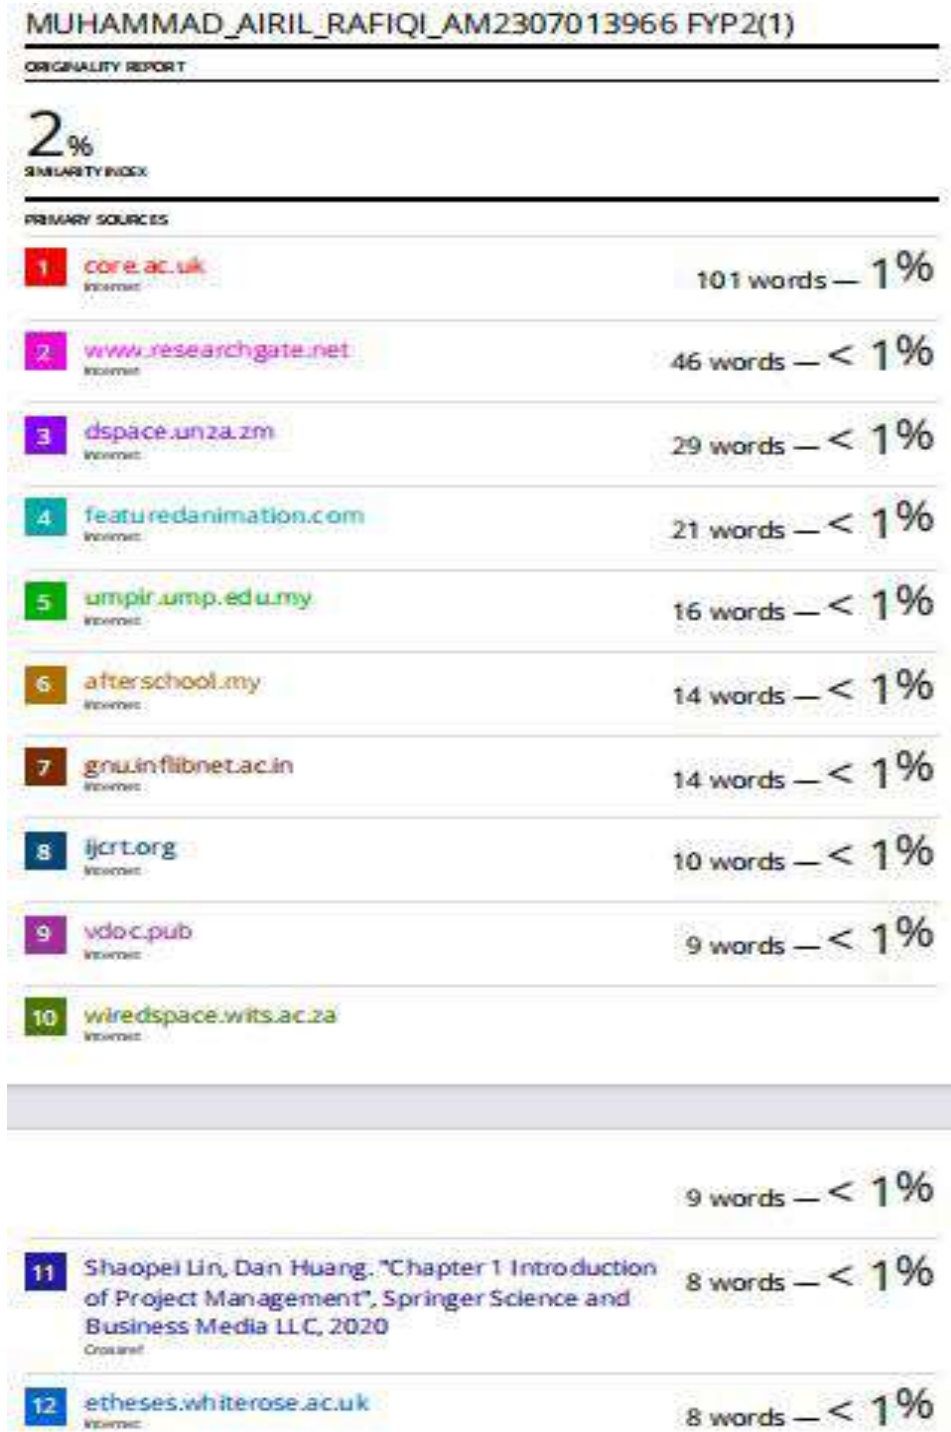 MUHAMMAD_AIRIL_RAFIQI_AM2307013966 FYP2(1)
ORIGINALITY REPORT
2%
SIMILARITY INDEX
PRIMARY SOURCES
1 core.ac.uk
Internet
101 words — 1%
2 www.researchgate.net
Internet
46 words — < 1%
3 dspace.unza.zm
Internet
29 words — < 1%
4 featuredanimation.com
Internet
21 words — < 1%
5 umpir.ump.edu.my
Internet
16 words — < 1%
6 afterschool.my
Internet
14 words — < 1%
7 gnu.inflibnet.ac.in
Internet
14 words — < 1%
8 ijcrt.org
Internet
10 words — < 1%
9 vdoc.pub
Internet
9 words — < 1%
10 wiredspace.wits.ac.za
Internet
9 words — < 1%
11 Shaopei Lin, Dan Huang. "Chapter 1 Introduction
of Project Management", Springer Science and
Business Media LLC, 2020
Crossref
8 words — < 1%
12 etheses.whiterose.ac.uk
Internet
8 words — < 1%